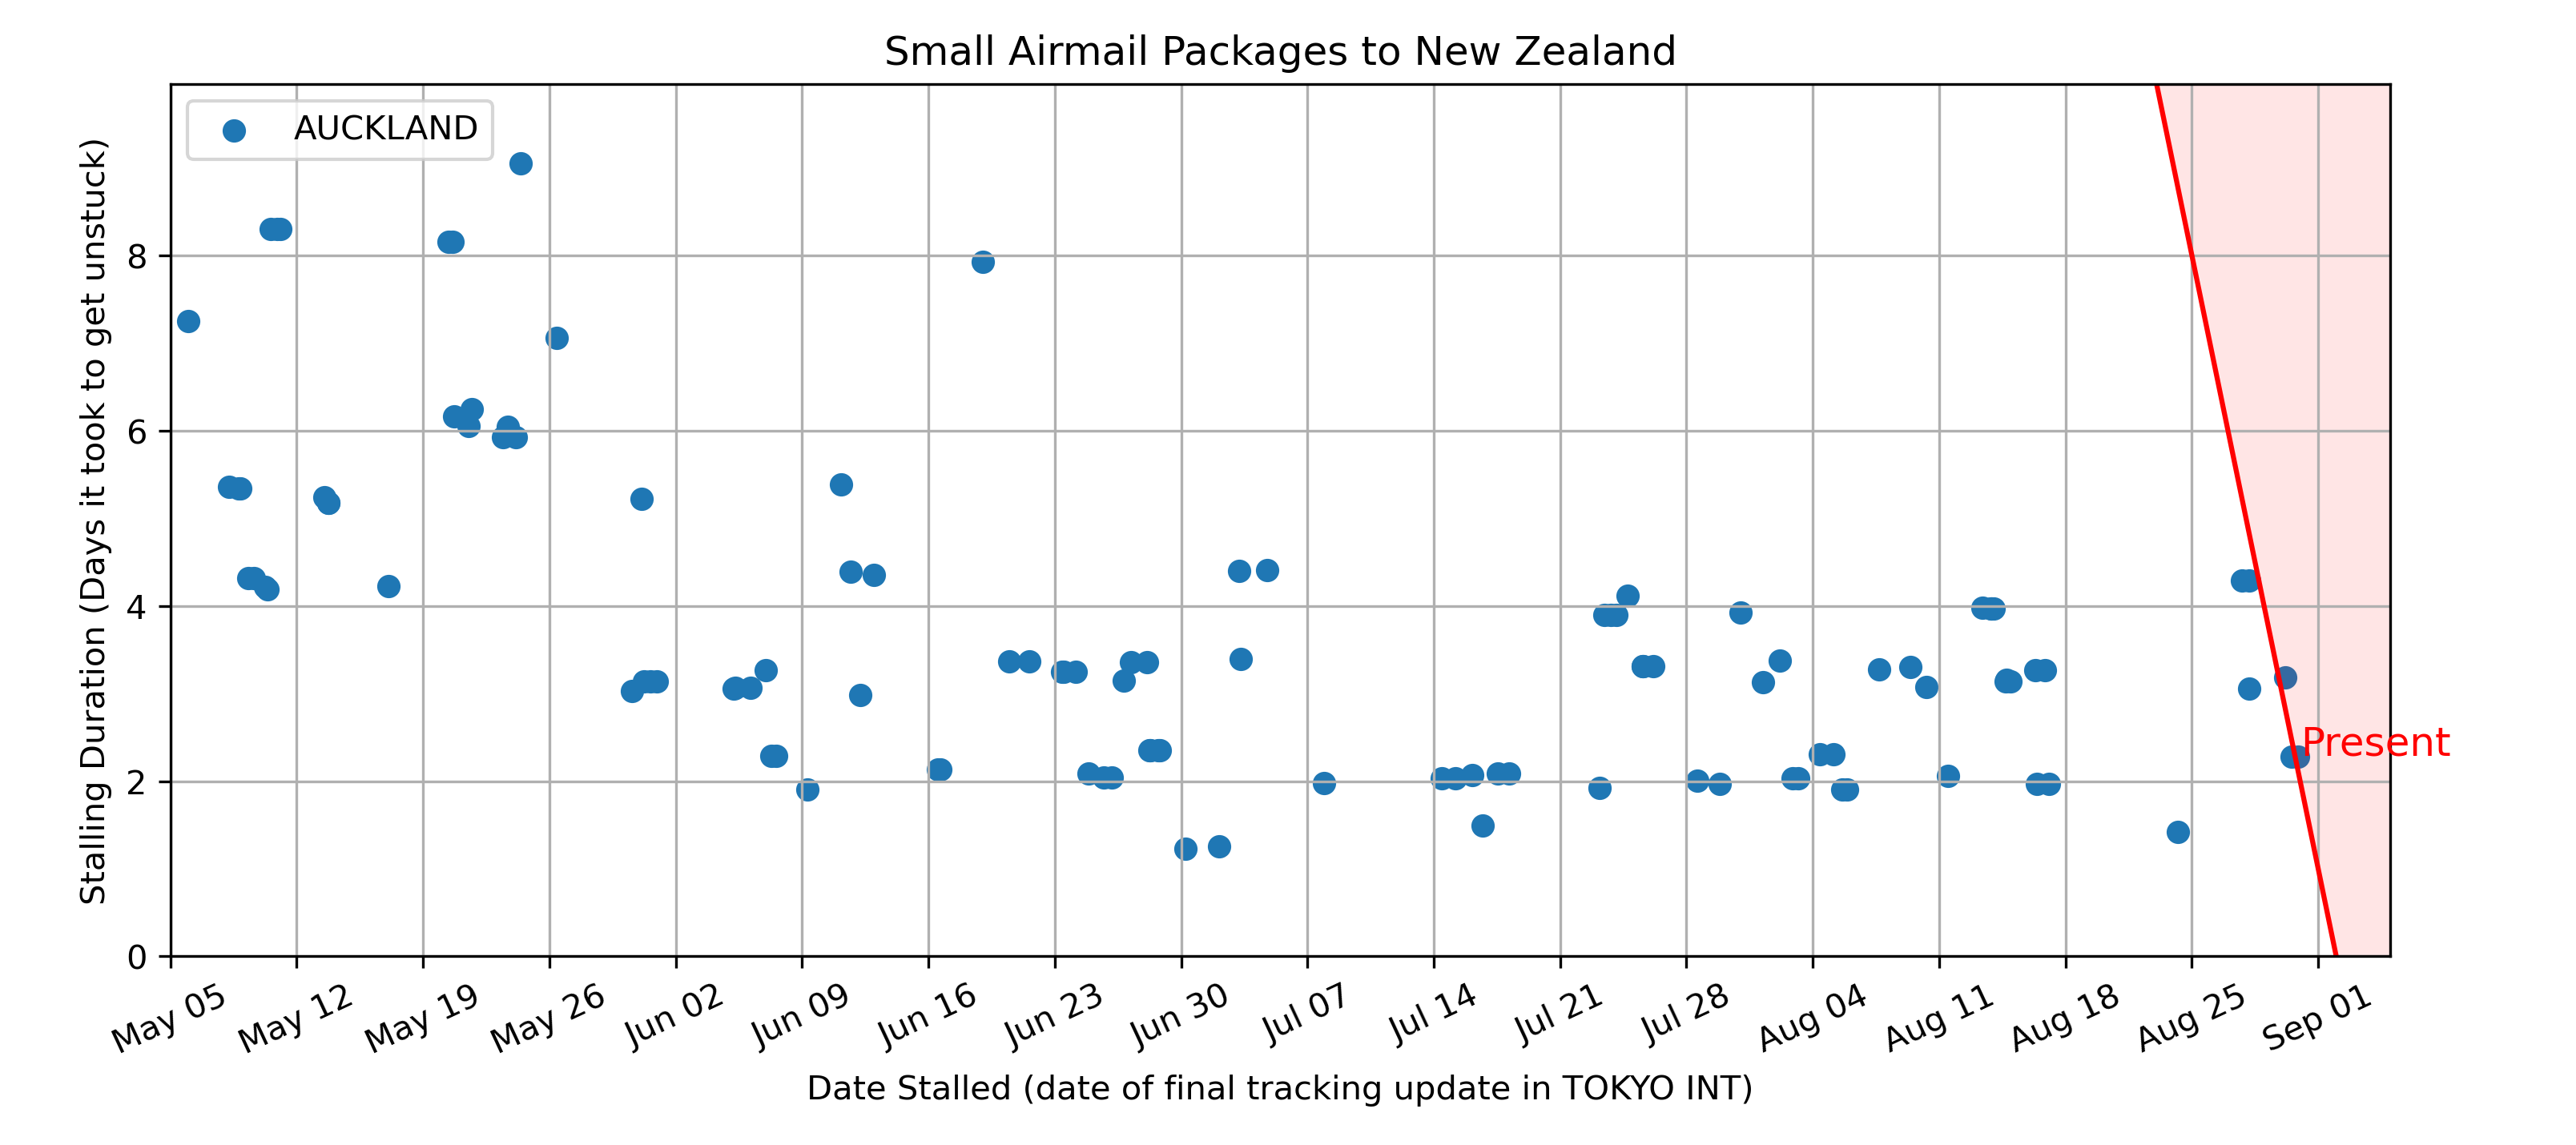 Small Airmail Packages to New Zealand
AUCKLAND
Stalling Duration (Days it took to get unstuck)
8
6
4
2
0
Present
May 05 May 12 May 19 May 26 Jun 02 Jun 09 Jun 16 Jun 23 Jun 30 Jul 07 Jul 14 Jul 21 Jul 28 Aug 04 Aug 11 Aug 18 Aug 25 Sep 01
Date Stalled (date of final tracking update in TOKYO INT)